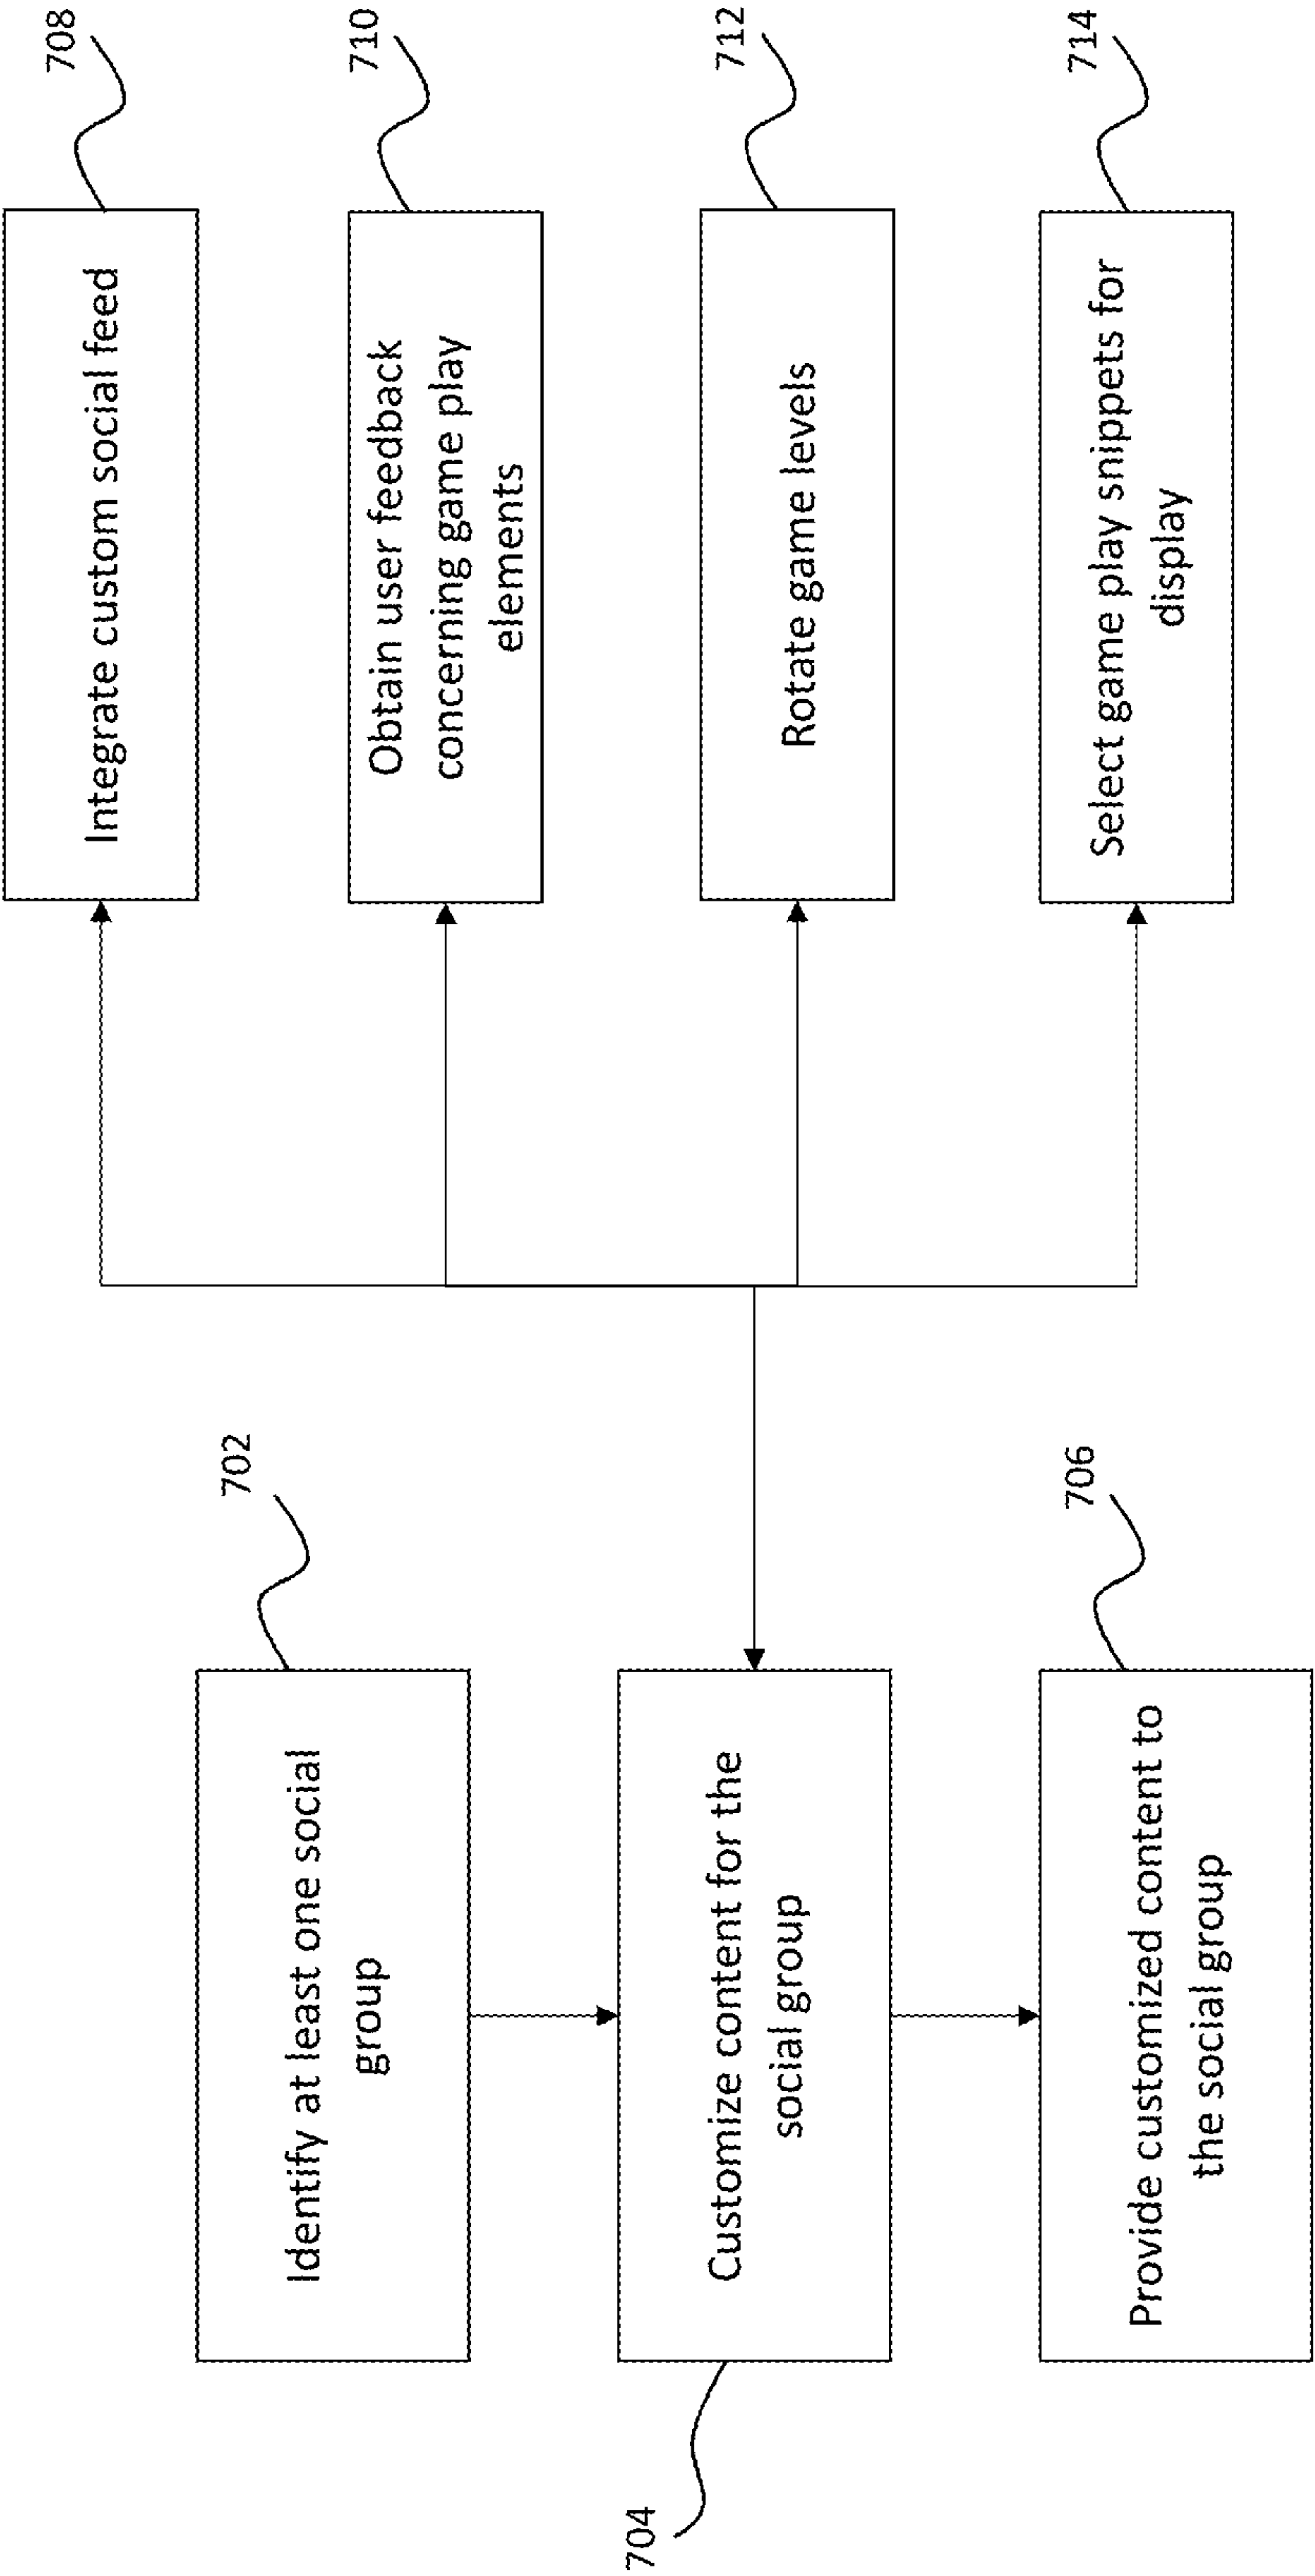 702
Identify at least one social
group
704
Customize content for the
social group
706
Provide customized content to
the social group
708
Integrate custom social feed
710
Obtain user feedback
concerning game play
elements
712
Rotate game levels
714
Select game play snippets for
display